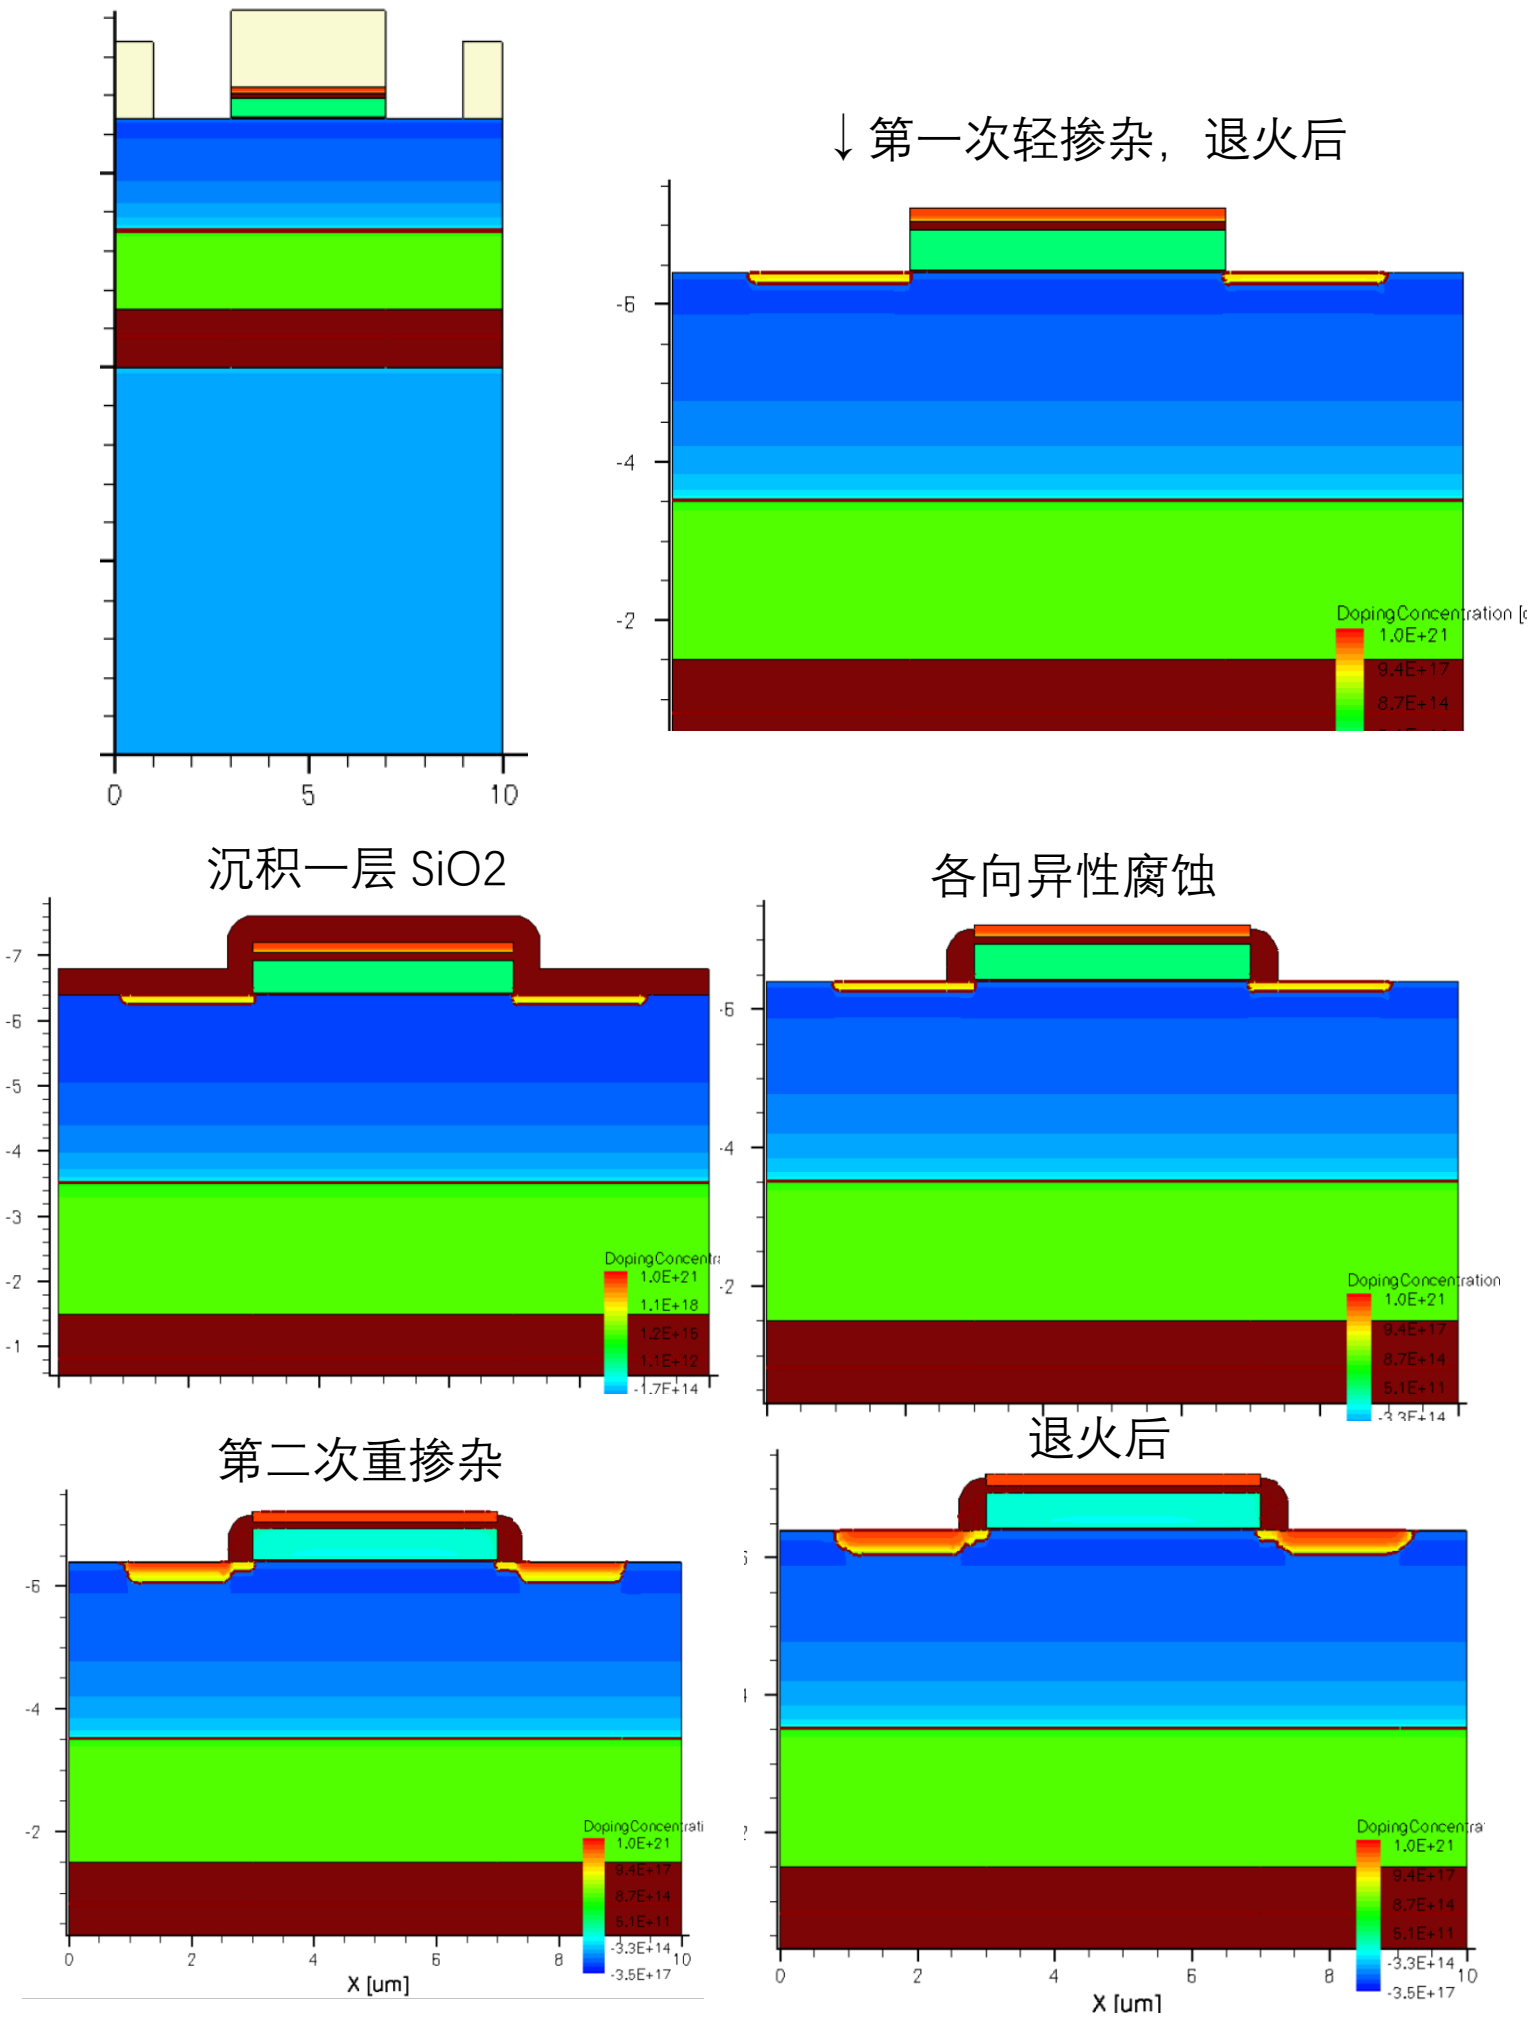 ↓第一次轻掺杂，退火后
-6
-4
-2
DopingConcentration [c
1.0E+21
9.4E+17
8.7E+14
0
5
10
沉积一层 SiO2
-7
-6
-5
-4
-3
-2
-1
DopingConcentra
1.0E+21
1.1E+18
1.2E+15
1.1E+12
-1.7E+14
各向异性腐蚀
-6
-4
-2
DopingConcentration
1.0E+21
9.4E+17
8.7E+14
5.1E+11
-3.3E+14
第二次重掺杂
-6
-4
-2
DopingConcentrati
1.0E+21
9.4E+17
8.7E+14
5.1E+11
-3.3E+14
-3.5E+17
0
2
4
6
8
10
X [um]
退火后
DopingConcentra
1.0E+21
9.4E+17
8.7E+14
5.1E+11
-3.3E+14
-3.5E+17
0
2
4
6
8
10
X [um]